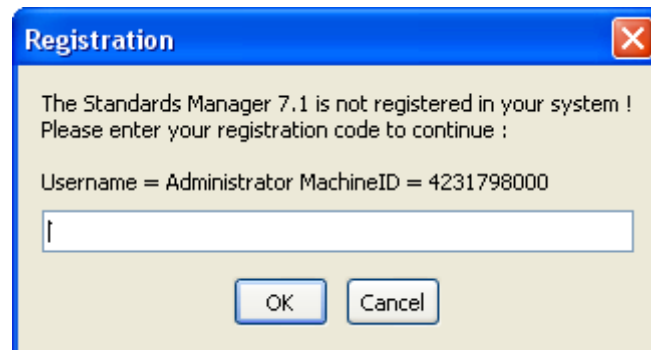 Registration
The Standards Manager 7.1 is not registered in your system !
Please enter your registration code to continue :
Username = Administrator MachineID = 4231798000
OK
Cancel